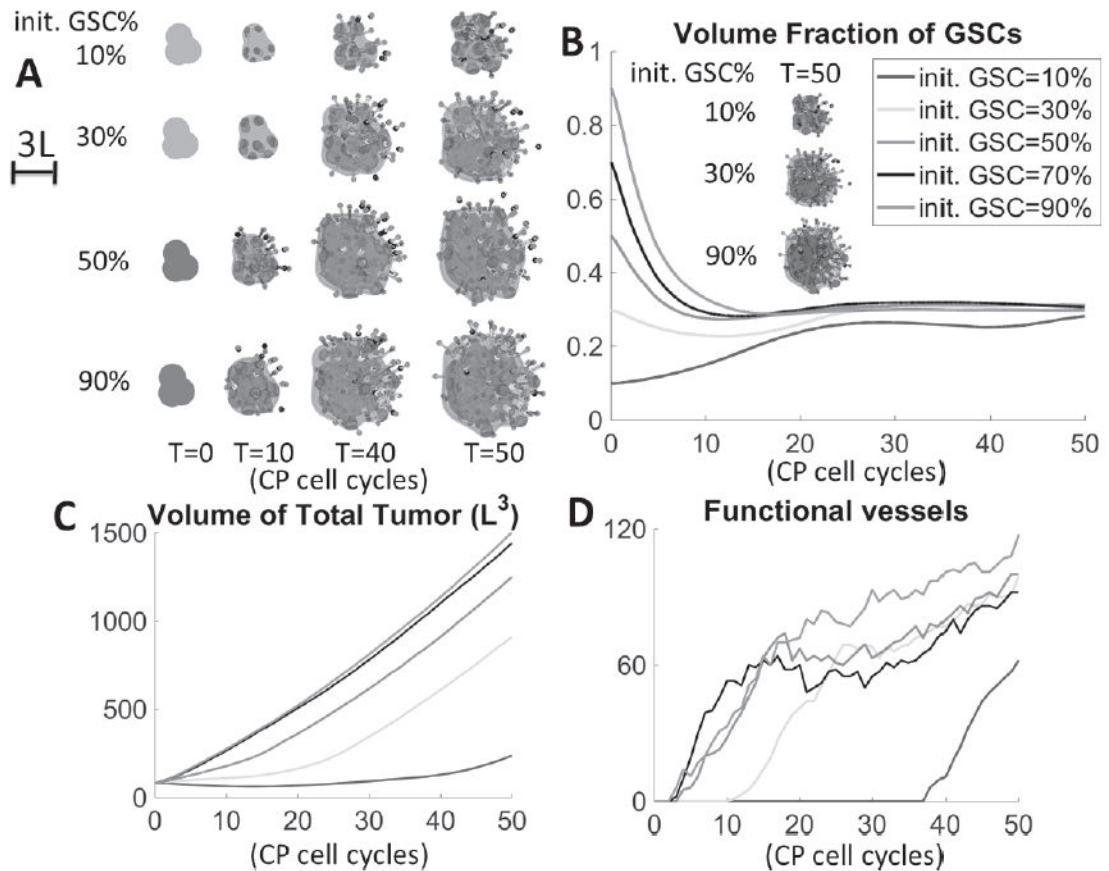 init. GSC%
10%
A
3L
30%
50%
90%
T=0 T=10 T=40 T=50
(CP cell cycles)
B Volume Fraction of GSCs
init. GSC% T=50
10%
30%
90%
init. GSC=10%
init. GSC=30%
init. GSC=50%
init. GSC=70%
init. GSC=90%
1
0.8
0.6
0.4
0.2
0
0 10 20 30 40 50
(CP cell cycles)
C Volume of Total Tumor (L³)
1500
1000
500
0
0 10 20 30 40 50
(CP cell cycles)
D Functional vessels
120
60
0
0 10 20 30 40 50
(CP cell cycles)